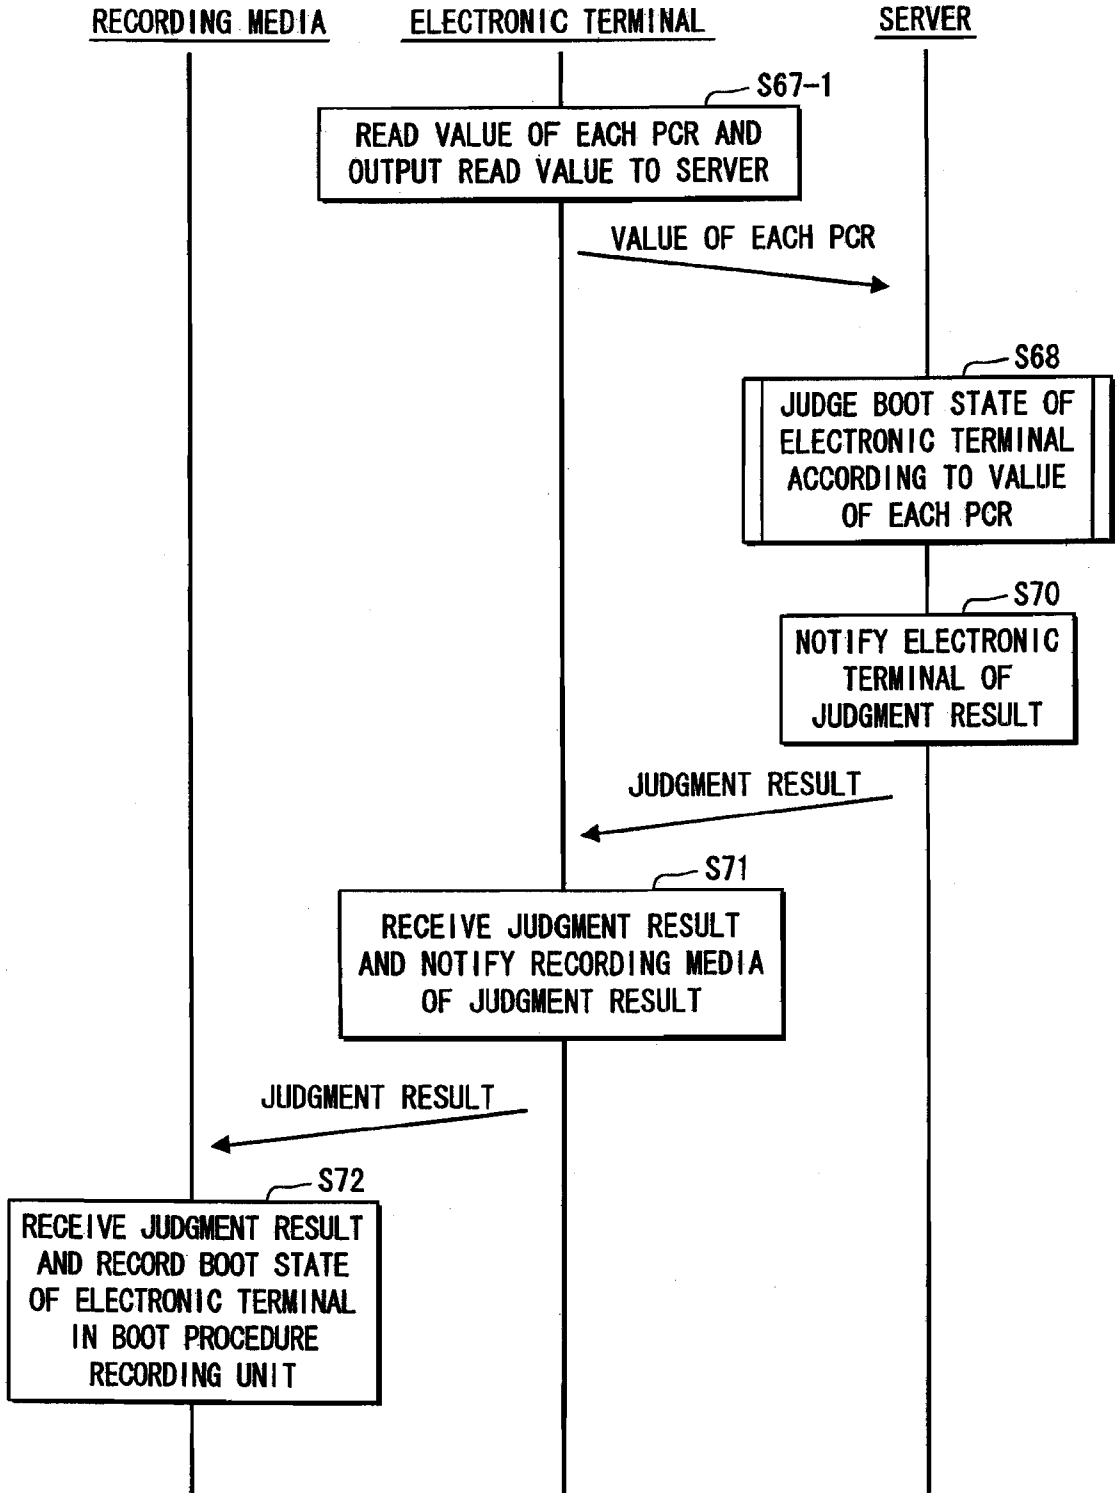 RECORDING MEDIA
ELECTRONIC TERMINAL
SERVER
S67-1
READ VALUE OF EACH PCR AND
OUTPUT READ VALUE TO SERVER
VALUE OF EACH PCR
S68
JUDGE BOOT STATE OF
ELECTRONIC TERMINAL
ACCORDING TO VALUE
OF EACH PCR
S70
NOTIFY ELECTRONIC
TERMINAL OF
JUDGMENT RESULT
JUDGMENT RESULT
S71
RECEIVE JUDGMENT RESULT
AND NOTIFY RECORDING MEDIA
OF JUDGMENT RESULT
JUDGMENT RESULT
S72
RECEIVE JUDGMENT RESULT
AND RECORD BOOT STATE
OF ELECTRONIC TERMINAL
IN BOOT PROCEDURE
RECORDING UNIT